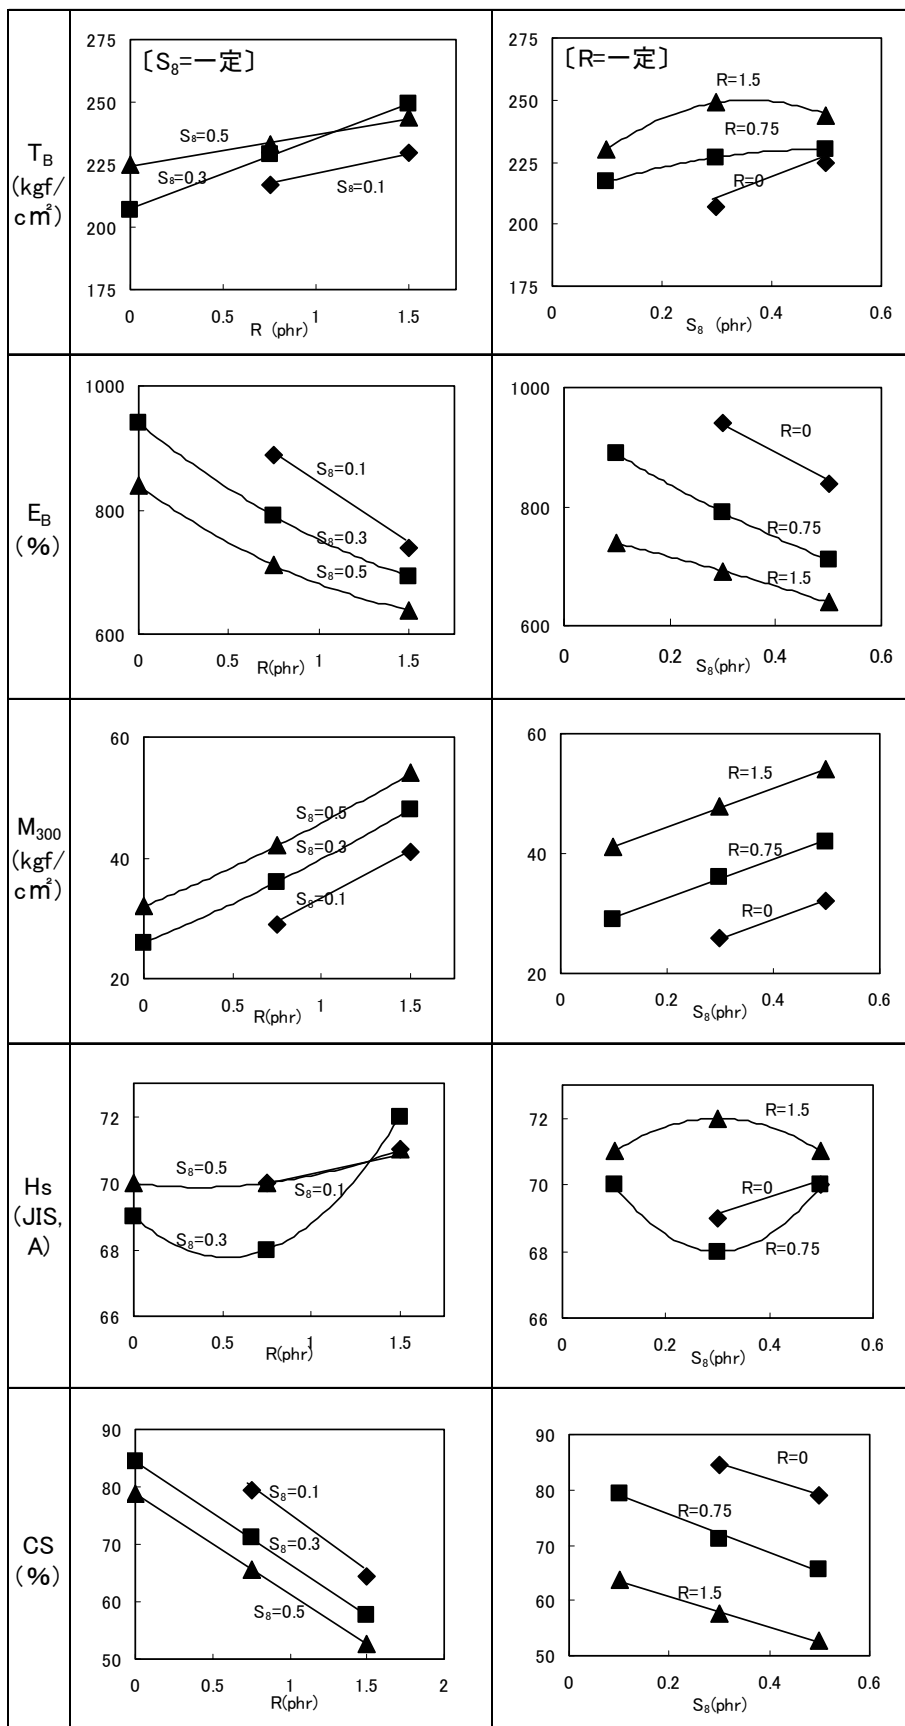 T_B
(kgf/
cm²)
〔S₈=一定〕
275
250
225
200
175
S₈=0.5
S₈=0.3
S₈=0.1
0
0.5
1
1.5
R (phr)
〔R=一定〕
275
250
225
200
175
R=1.5
R=0.75
R=0
0
0.2
0.4
0.6
S₈ (phr)
E_B
(%)
1000
800
600
S₈=0.1
S₈=0.3
S₈=0.5
0
0.5
1
1.5
R(phr)
1000
800
600
R=0
R=0.75
R=1.5
0
0.2
0.4
0.6
S₈(phr)
M₃₀₀
(kgf/
cm²)
60
40
20
S₈=0.5
S₈=0.3
S₈=0.1
0
0.5
1
1.5
R(phr)
60
40
20
R=1.5
R=0.75
R=0
0
0.2
0.4
0.6
S₈(phr)
Hs
(JIS,
A)
72
70
68
66
S₈=0.5
S₈=0.1
S₈=0.3
0
0.5
1
1.5
R(phr)
72
70
68
66
R=1.5
R=0
R=0.75
0
0.2
0.4
0.6
S₈(phr)
CS
(%)
90
80
70
60
50
S₈=0.1
S₈=0.3
S₈=0.5
0
0.5
1
1.5
2
R(phr)
90
80
70
60
50
R=0
R=0.75
R=1.5
0
0.2
0.4
0.6
S₈(phr)